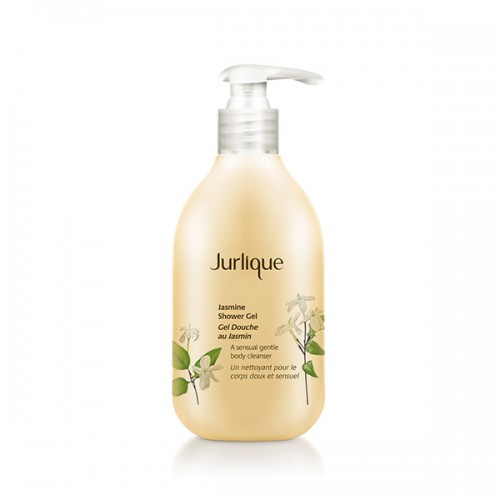 Jurlique
Jasmine
Shower Gel
Gel Douche
au Jasmin
A sensual gentle
body cleanser
Un nettoyant pour le
corps doux et sensuel